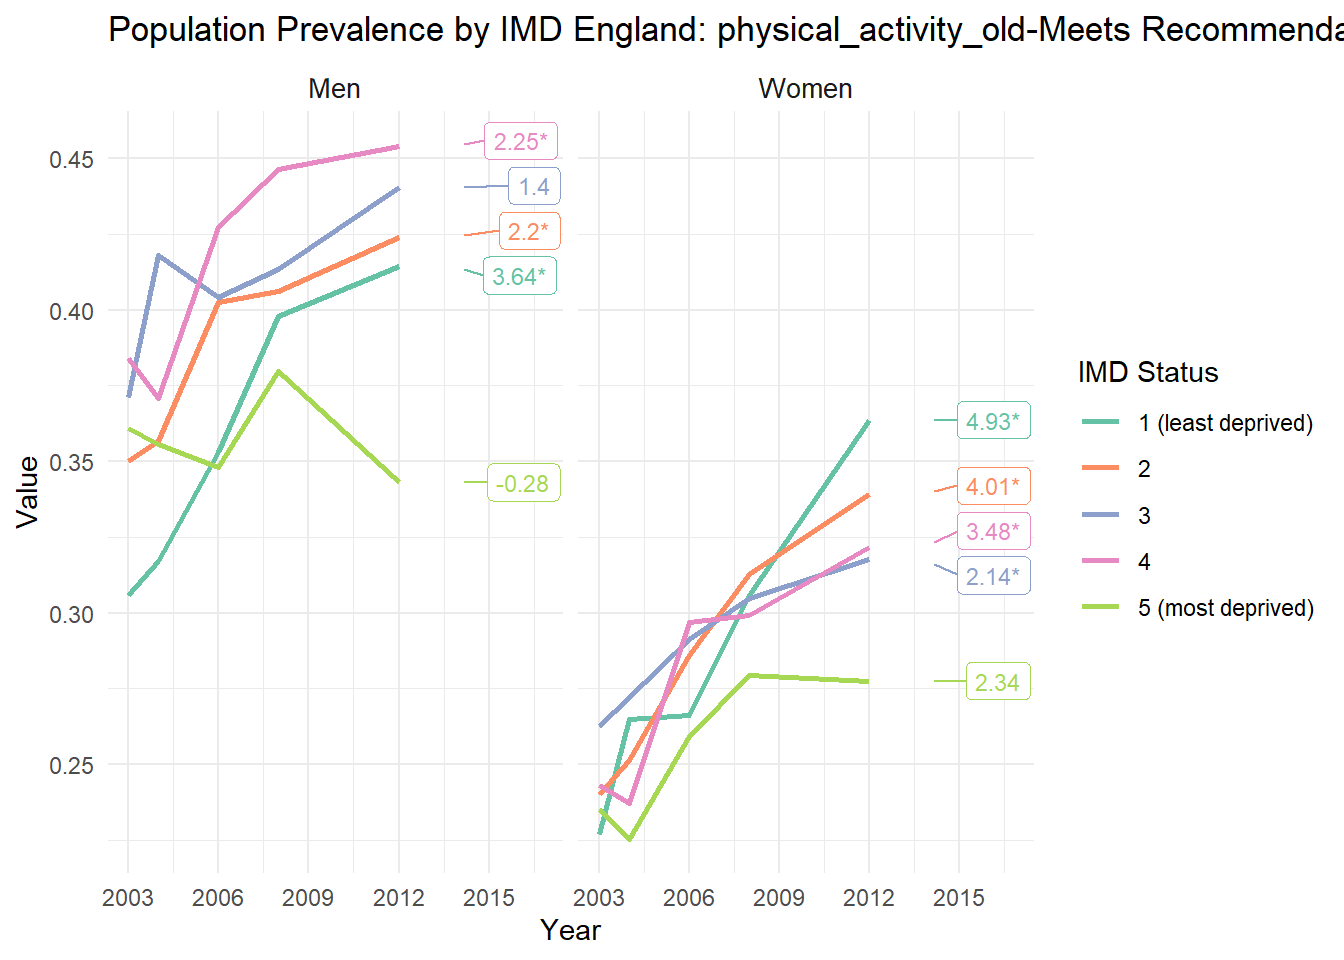 Population Prevalence by IMD England: physical_activity_old-Meets
Men
Women
0.45
0.40
0.35
0.30
0.25
Value
2.25*
1.4
2.2*
3.64*
-0.28
4.93*
4.01*
3.48*
2.14*
2.34
2003 2006 2009 2012 2015
2003 2006 2009 2012 2015
Year
IMD Status
1 (least deprived)
2
3
4
5 (most deprived)